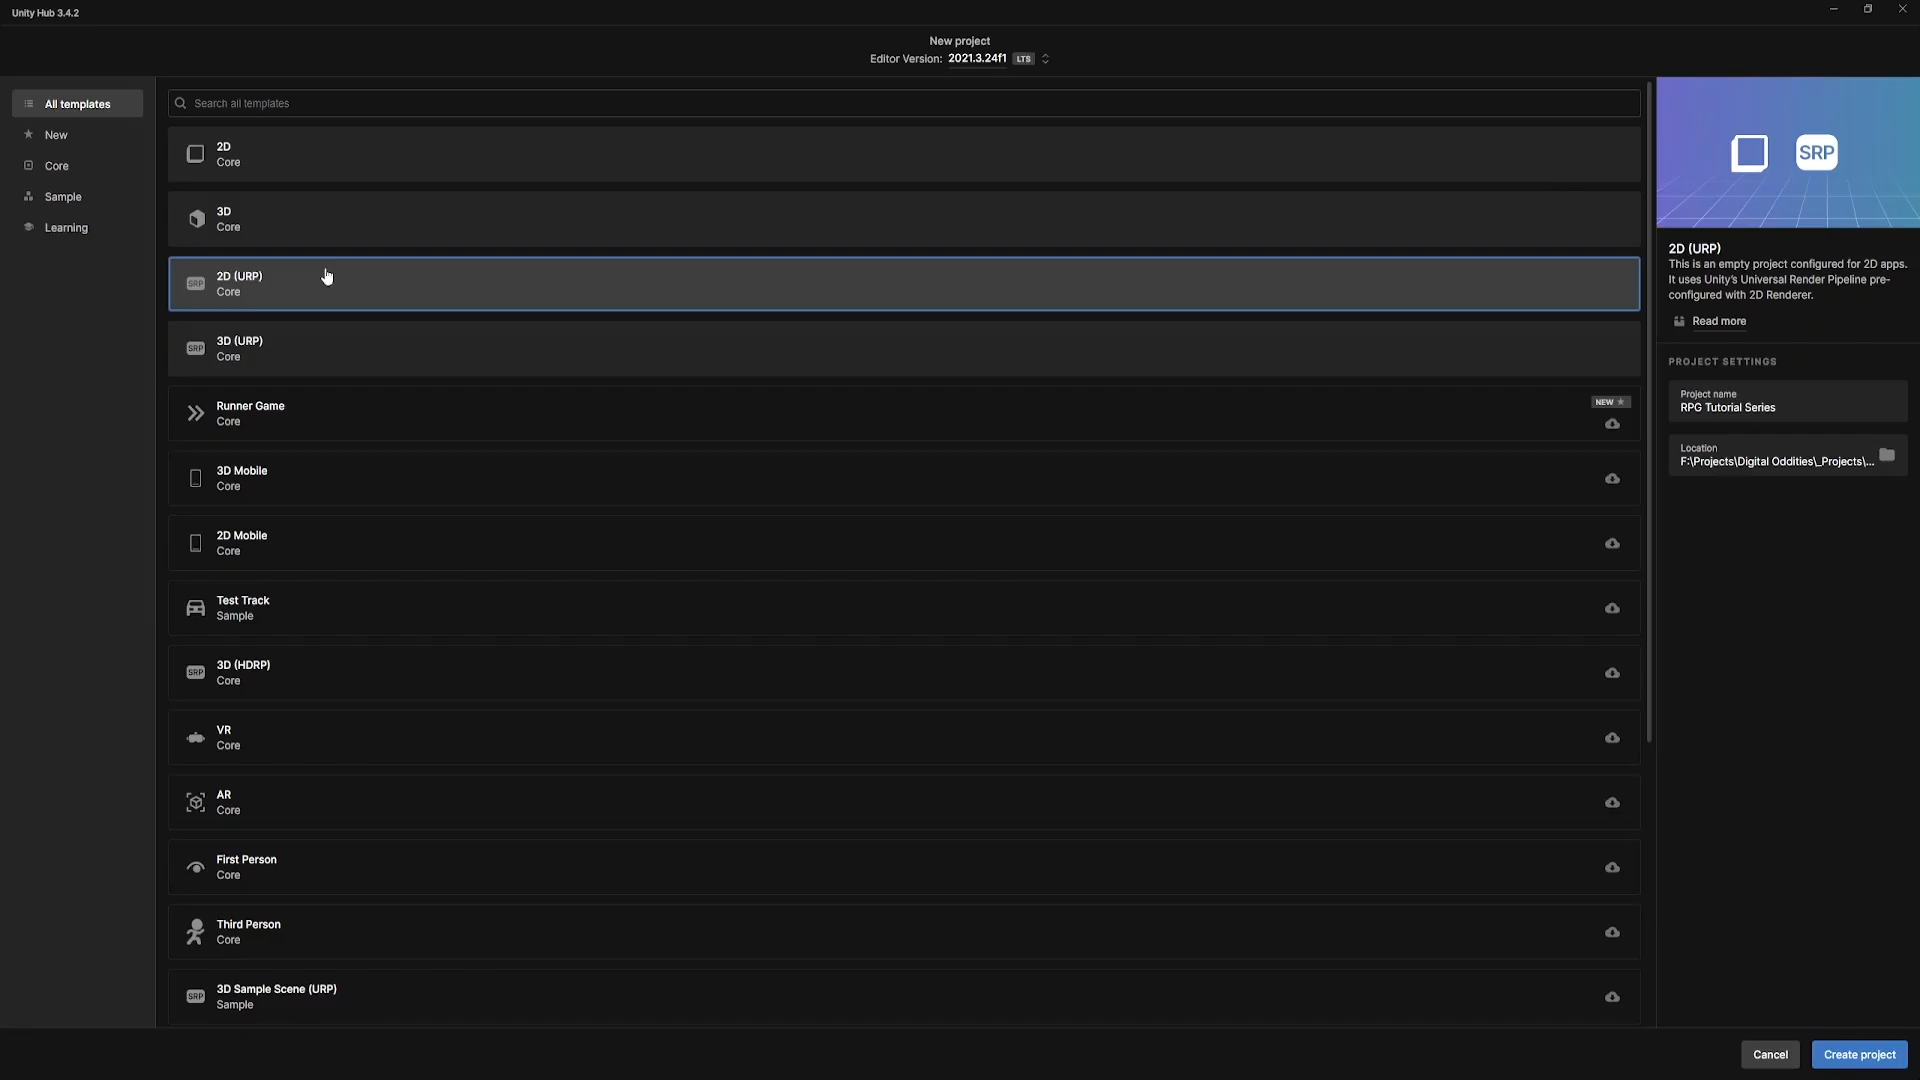 Unity Hub 3.4.2
New project
Editor Version: 2021.3.24f1 LTS
All templates
New
Core
Sample
Learning
Search all templates
2D
Core
3D
Core
SRP
2D (URP)
Core
SRP
3D (URP)
Core
Runner Game
Core
NEW
3D Mobile
Core
2D Mobile
Core
Test Track
Sample
SRP
3D (HDRP)
Core
VR
Core
AR
Core
First Person
Core
Third Person
Core
SRP
3D Sample Scene (URP)
Sample
SRP
2D (URP)
This is an empty project configured for 2D apps.
It uses Unity's Universal Render Pipeline pre-
configured with 2D Renderer.
Read more
PROJECT SETTINGS
Project name
RPG Tutorial Series
Location
F:\Projects\Digital Oddities\_Projects\...
Cancel
Create project